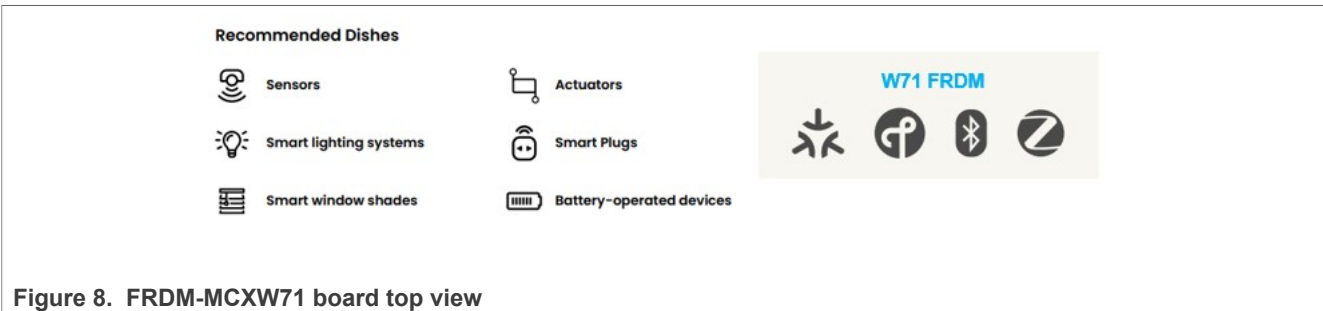 Recommended Dishes
Sensors
Actuators
W71 FRDM
Smart lighting systems
Smart Plugs
Smart window shades
Battery-operated devices
Figure 8. FRDM-MCXW71 board top view